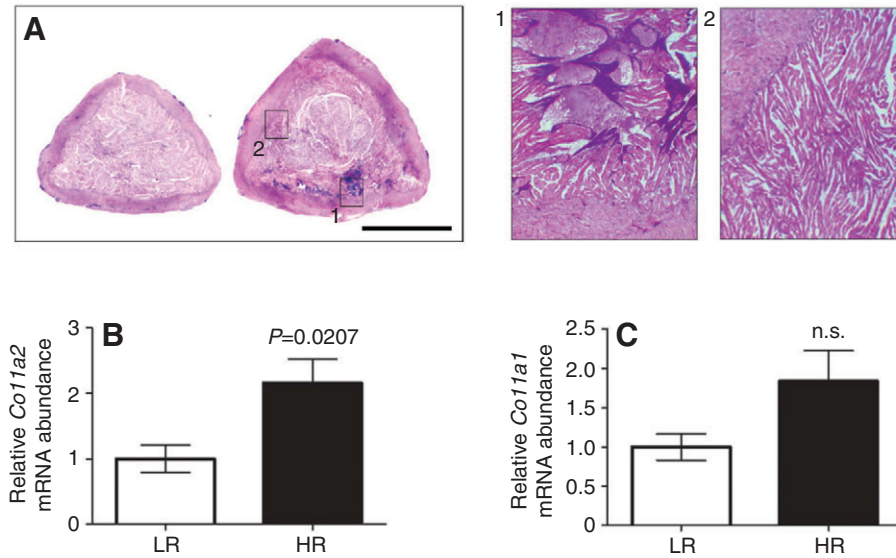 A
2
1
1
2
B
Relative Co11a2
mRNA abundance
3
2
1
0
P=0.0207
LR
HR
C
Relative Co11a1
mRNA abundance
2.5
2.0
1.5
1.0
0.5
0
n.s.
LR
HR